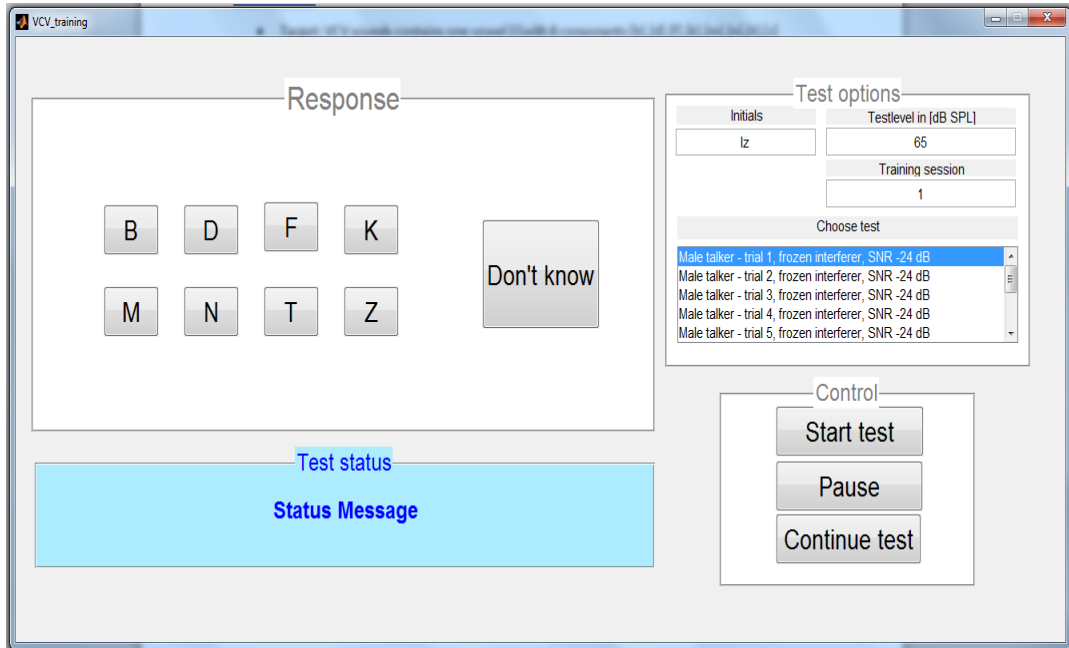 VCV_training
Response
B D F K
Don't know
M N T Z
Test status
Status Message
Test options
Initials Testlevel in [dB SPL]
lz 65
Training session
1
Choose test
Male talker - trial 1, frozen interferer, SNR -24 dB
Male talker - trial 2, frozen interferer, SNR -24 dB
Male talker - trial 3, frozen interferer, SNR -24 dB
Male talker - trial 4, frozen interferer, SNR -24 dB
Male talker - trial 5, frozen interferer, SNR -24 dB
Control
Start test
Pause
Continue test